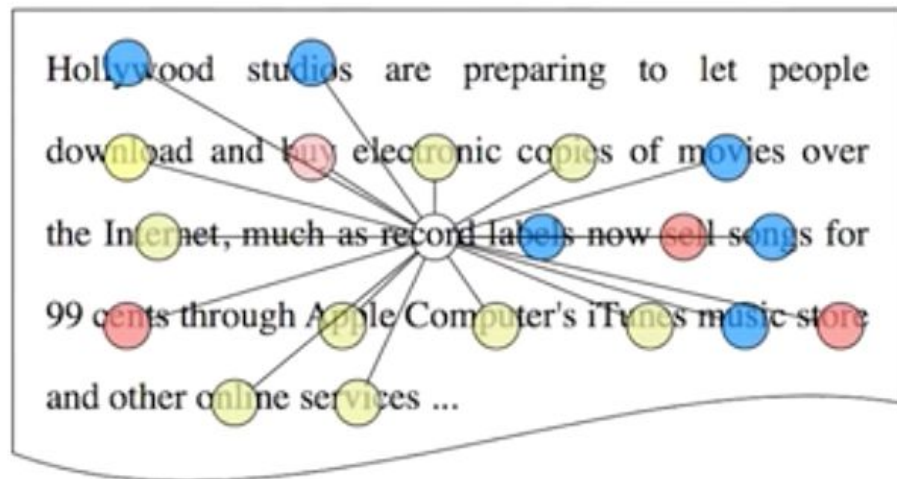 Hollywood studios are preparing to let people
download and buy electronic copies of movies over
the Internet, much as record labels now sell songs for
99 cents through Apple Computer's iTunes music store
and other online services ...